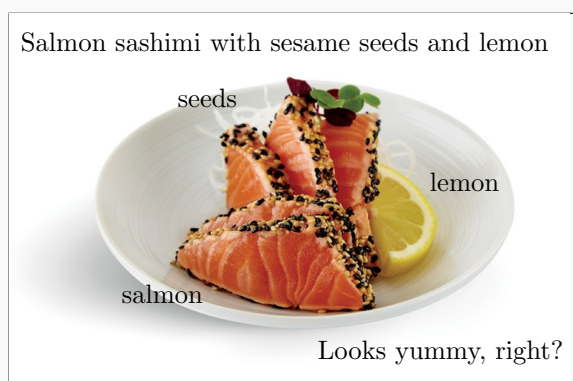 Salmon sashimi with sesame seeds and lemon
seeds
lemon
salmon
Looks yummy, right?